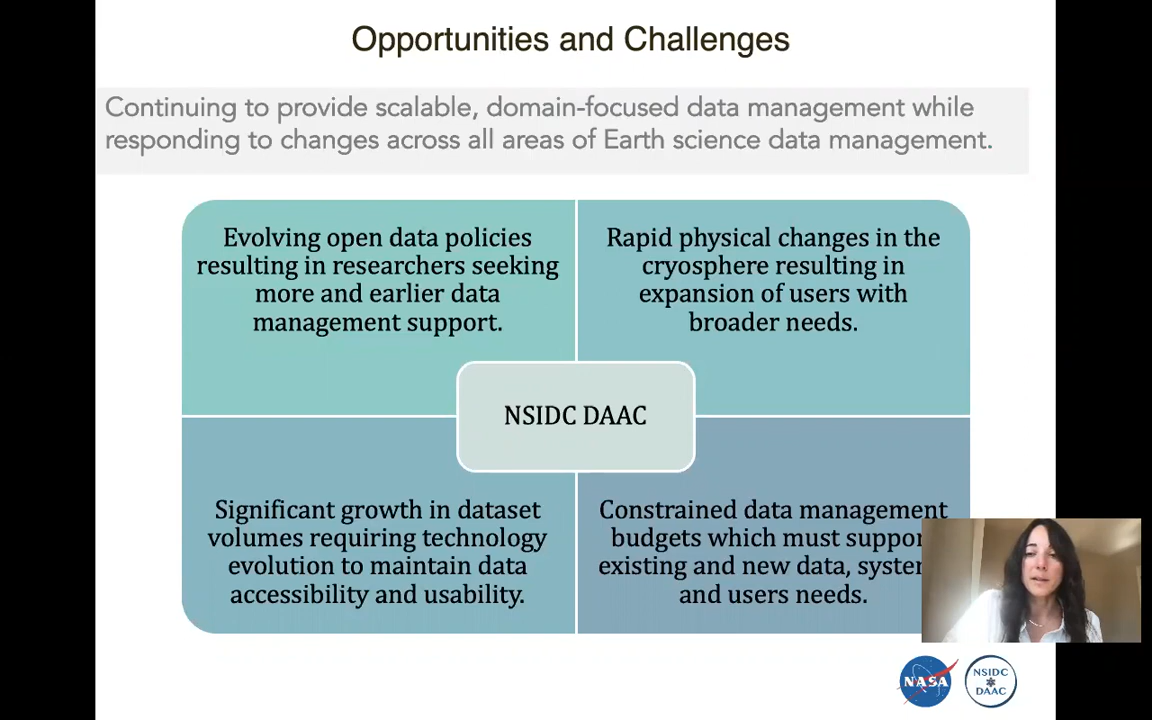 Opportunities and Challenges
Continuing to provide scalable, domain-focused data management while
responding to changes across all areas of Earth science data management.
Evolving open data policies
resulting in researchers seeking
more and earlier data
management support.
Rapid physical changes in the
cryosphere resulting in
expansion of users with
broader needs.
NSIDC DAAC
Significant growth in dataset
volumes requiring technology
evolution to maintain data
accessibility and usability.
Constrained data management
budgets which must suppor
existing and new data, syste
and users needs.
NASA
NSIDC
DAAC